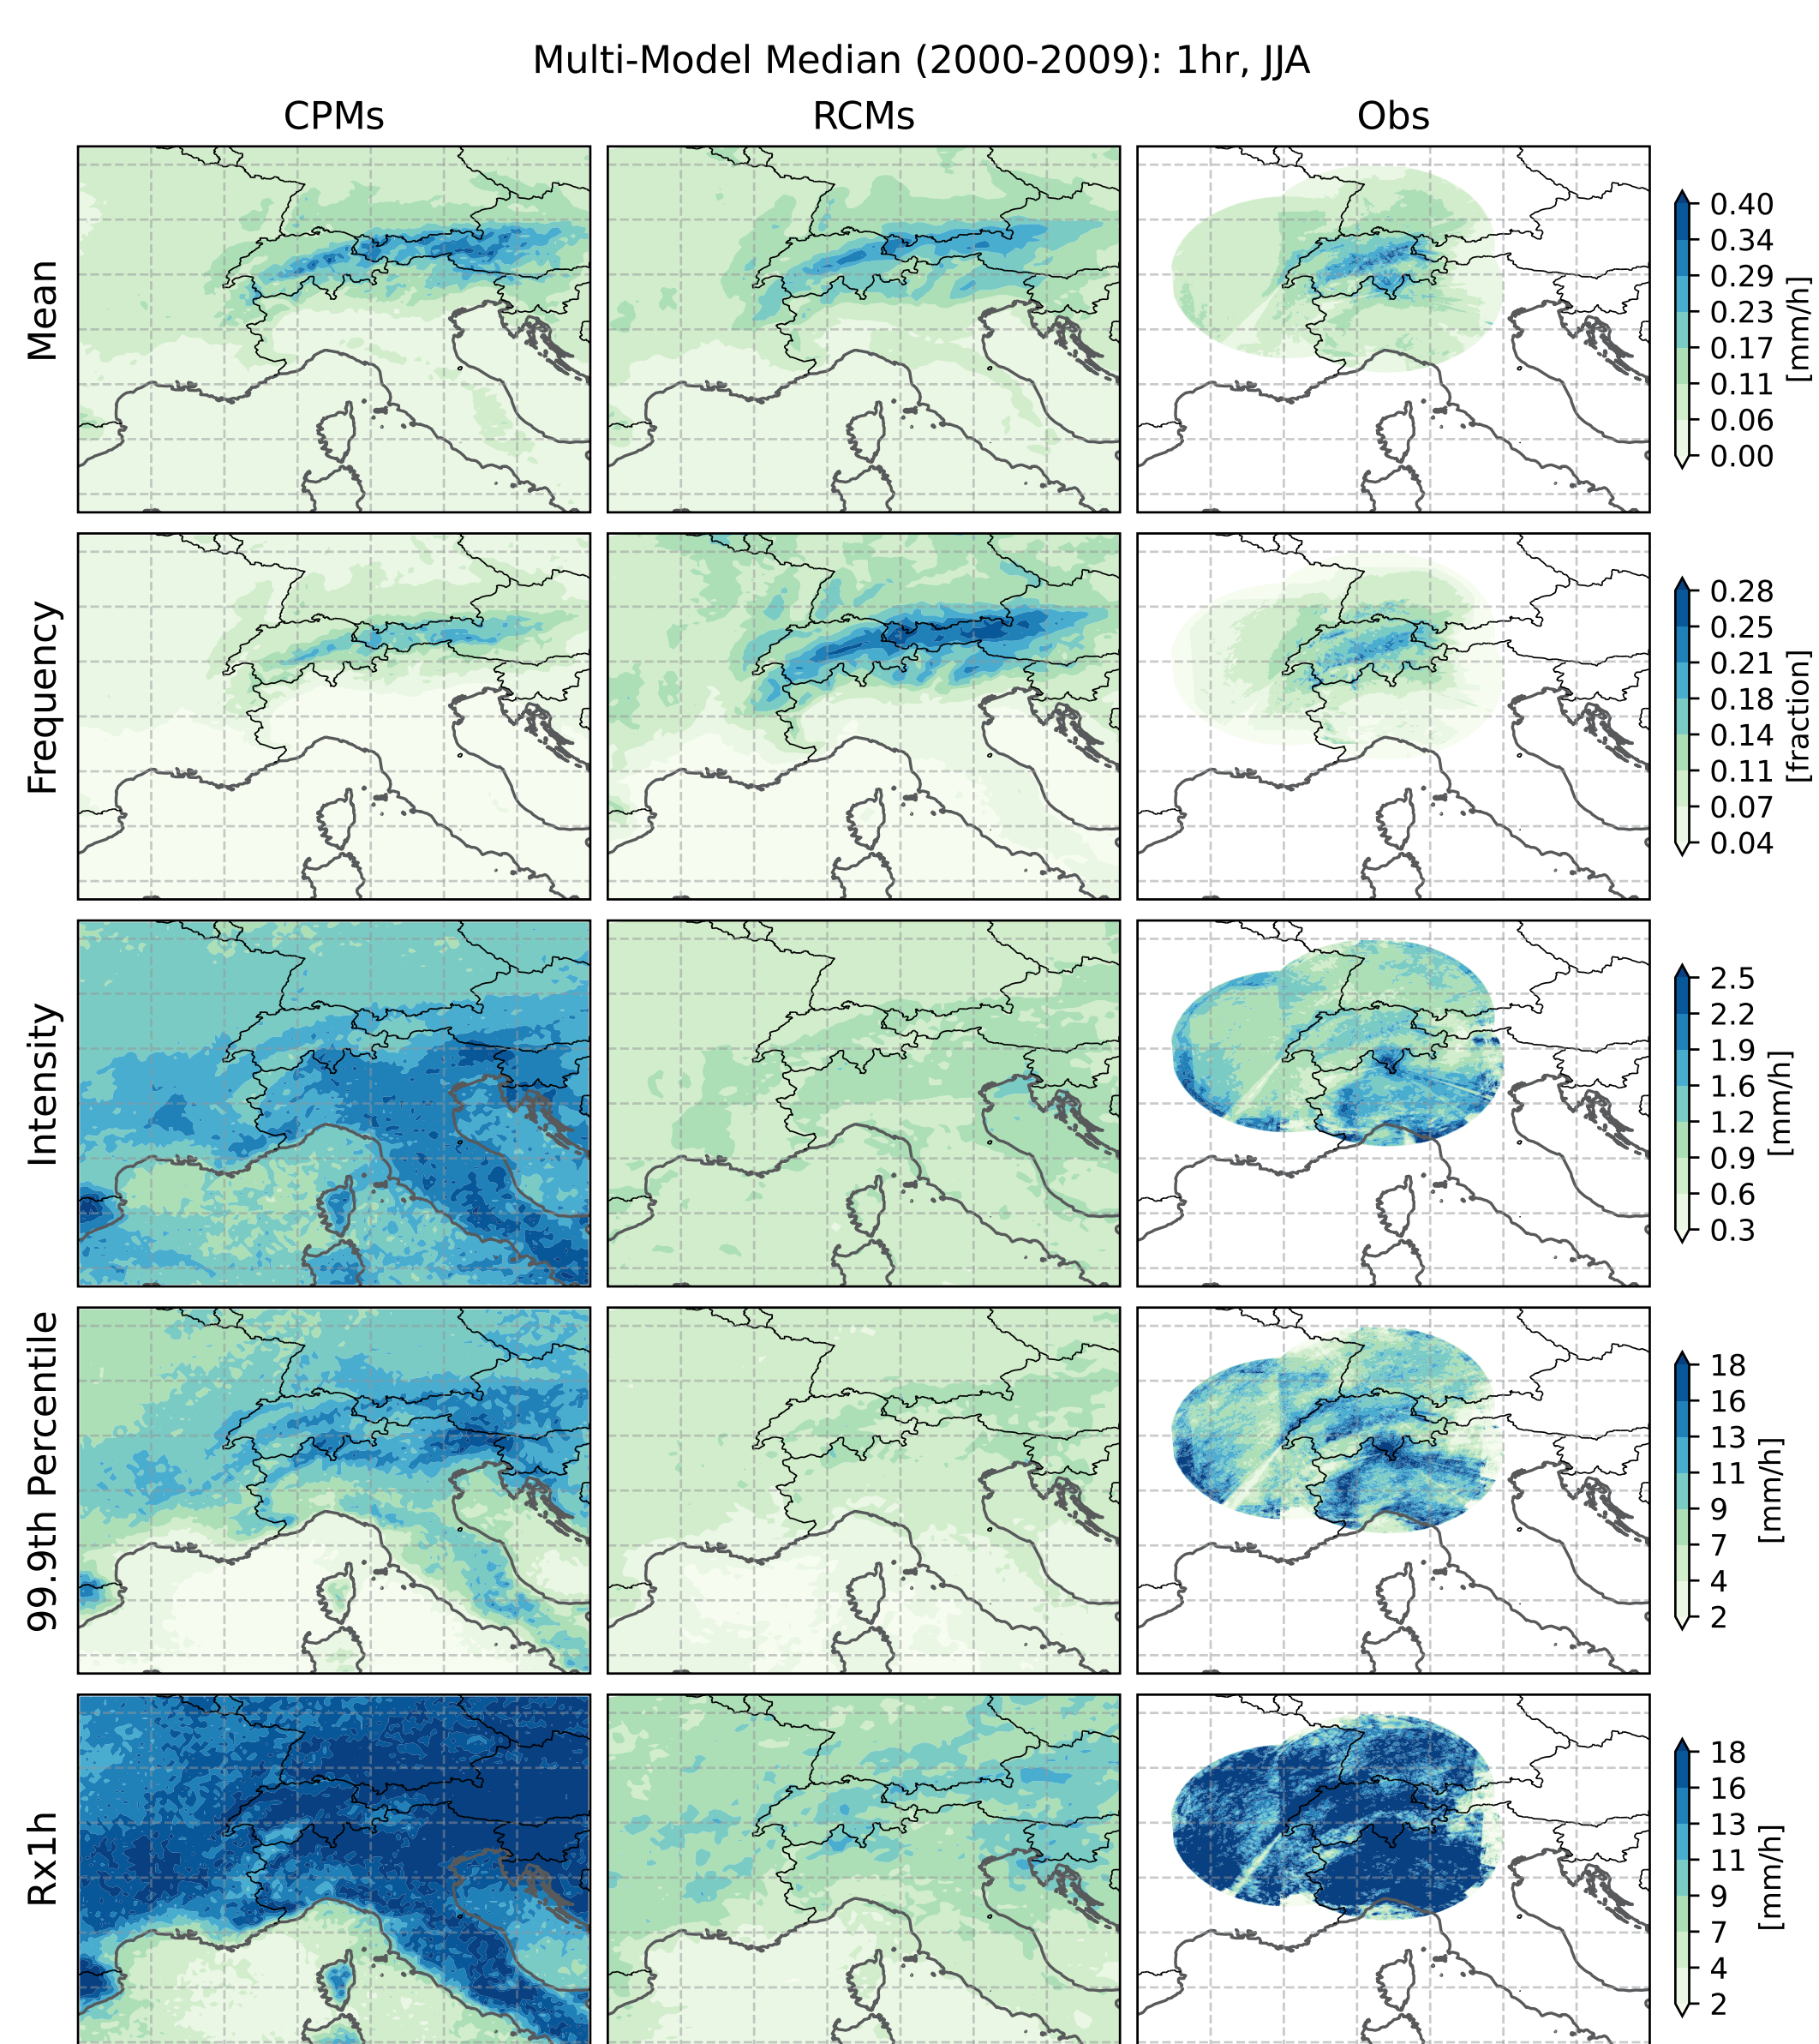 Multi-Model Median (2000-2009): 1hr, JJA
CPMs
RCMs
Obs
Mean
0.40
0.34
0.29
0.23
0.17
0.11
0.06
0.00
[mm/h]
Frequency
0.28
0.25
0.21
0.18
0.14
0.11
0.07
0.04
[fraction]
Intensity
2.5
2.2
1.9
1.6
1.2
0.9
0.6
0.3
[mm/h]
99.9th Percentile
18
16
13
11
9
7
4
2
[mm/h]
Rx1h
18
16
13
11
9
7
4
2
[mm/h]